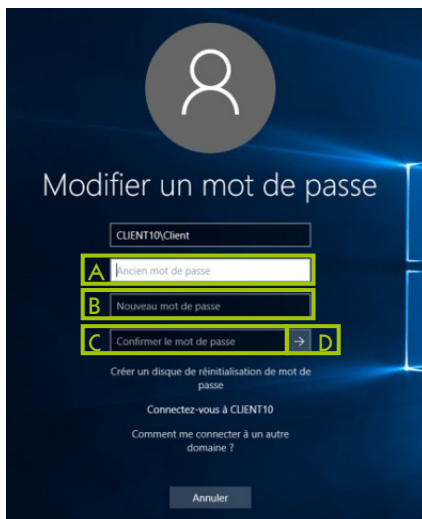 Modifier un mot de passe
CLIENT10\Client
A Ancien mot de passe
B Nouveau mot de passe
C Confirmer le mot de passe → D
Créer un disque de réinitialisation de mot de
passe
Connectez-vous à CLIENT10
Comment me connecter à un autre
domaine ?
Annuler